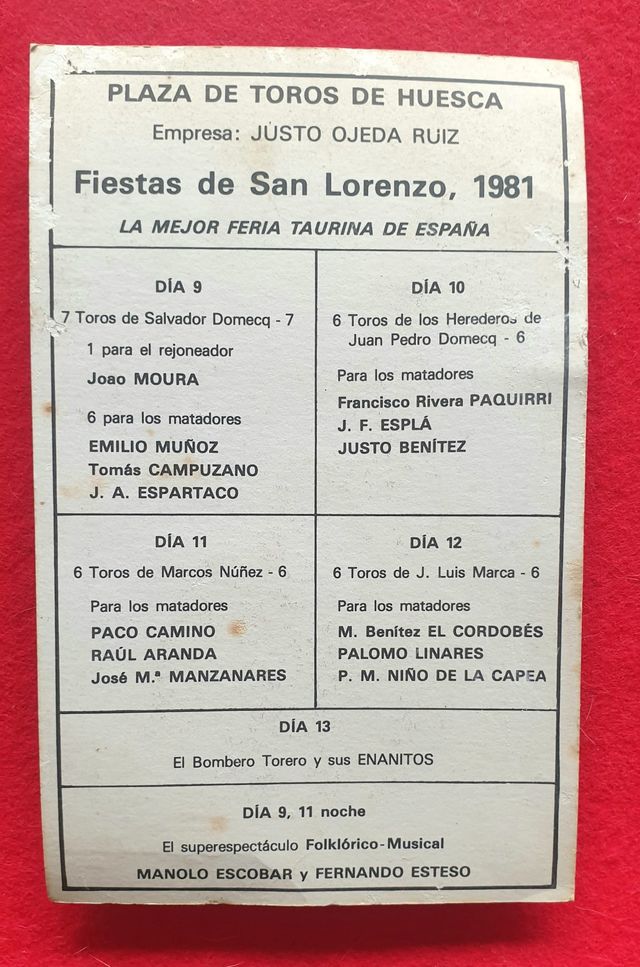 PLAZA DE TOROS DE HUESCA
Empresa: JUSTO OJEDA RUIZ
Fiestas de San Lorenzo, 1981
LA MEJOR FERIA TAURINA DE ESPAÑA
DÍA 9
7 Toros de Salvador Domecq - 7
1 para el rejoneador
Joao MOURA
6 para los matadores
EMILIO MUÑOZ
Tomás CAMPUZANO
J. A. ESPARTACO
DÍA 10
6 Toros de los Herederos de
Juan Pedro Domecq - 6
Para los matadores
Francisco Rivera PAQUIRRI
J. F. ESPLÁ
JUSTO BENÍTEZ
DÍA 11
6 Toros de Marcos Núñez - 6
Para los matadores
PACO CAMINO
RAÚL ARANDA
José M.ª MANZANARES
DÍA 12
6 Toros de J. Luis Marca - 6
Para los matadores
M. Benítez EL CORDOBÉS
PALOMO LINARES
P. M. NIÑO DE LA CAPEA
DÍA 13
El Bombero Torero y sus ENANITOS
DÍA 9, 11 noche
El superespectáculo Folklórico-Musical
MANOLO ESCOBAR y FERNANDO ESTESO